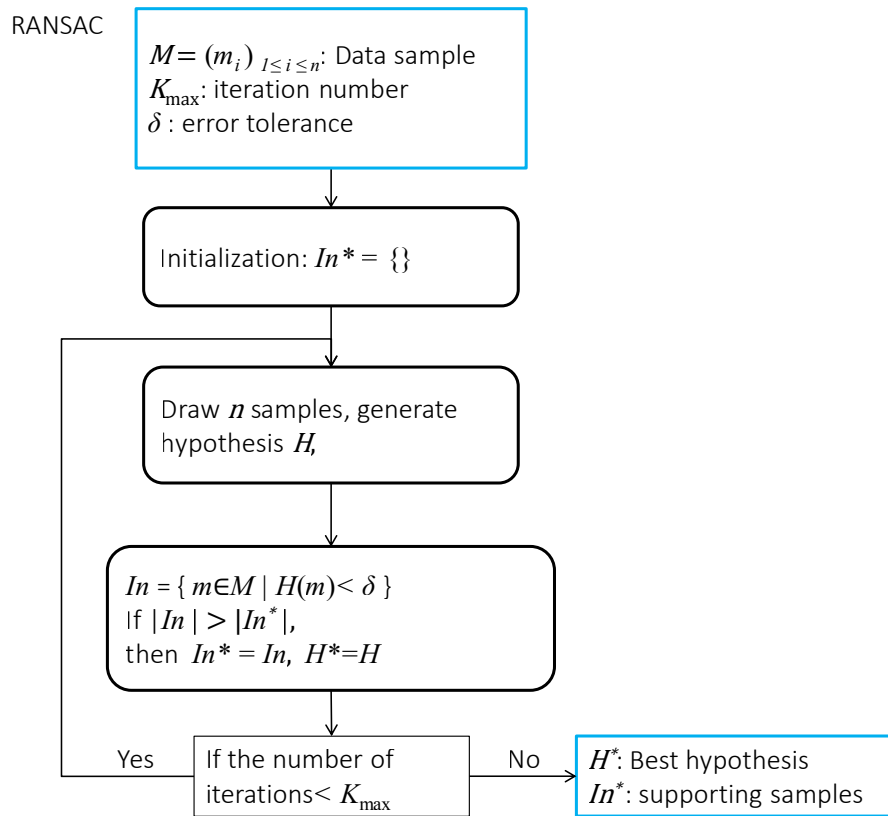 RANSAC
M = (mᵢ) 1≤ i ≤ n: Data sample
Kmax: iteration number
δ : error tolerance
Initialization: In* = {}
Draw n samples, generate
hypothesis H,
In = { m∈M | H(m)< δ }
If |In| > |In*|,
then In* = In, H*=H
Yes
If the number of
iterations< Kmax
No
H*: Best hypothesis
In*: supporting samples